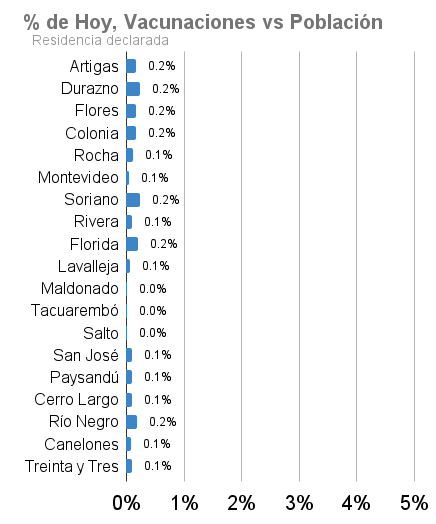 % de Hoy, Vacunaciones vs Población
Residencia declarada
Artigas 0.2%
Durazno 0.2%
Flores 0.2%
Colonia 0.2%
Rocha 0.1%
Montevideo 0.1%
Soriano 0.2%
Rivera 0.1%
Florida 0.2%
Lavalleja 0.1%
Maldonado 0.0%
Tacuarembó 0.0%
Salto 0.0%
San José 0.1%
Paysandú 0.1%
Cerro Largo 0.1%
Río Negro 0.2%
Canelones 0.1%
Treinta y Tres 0.1%
0% 1% 2% 3% 4% 5%